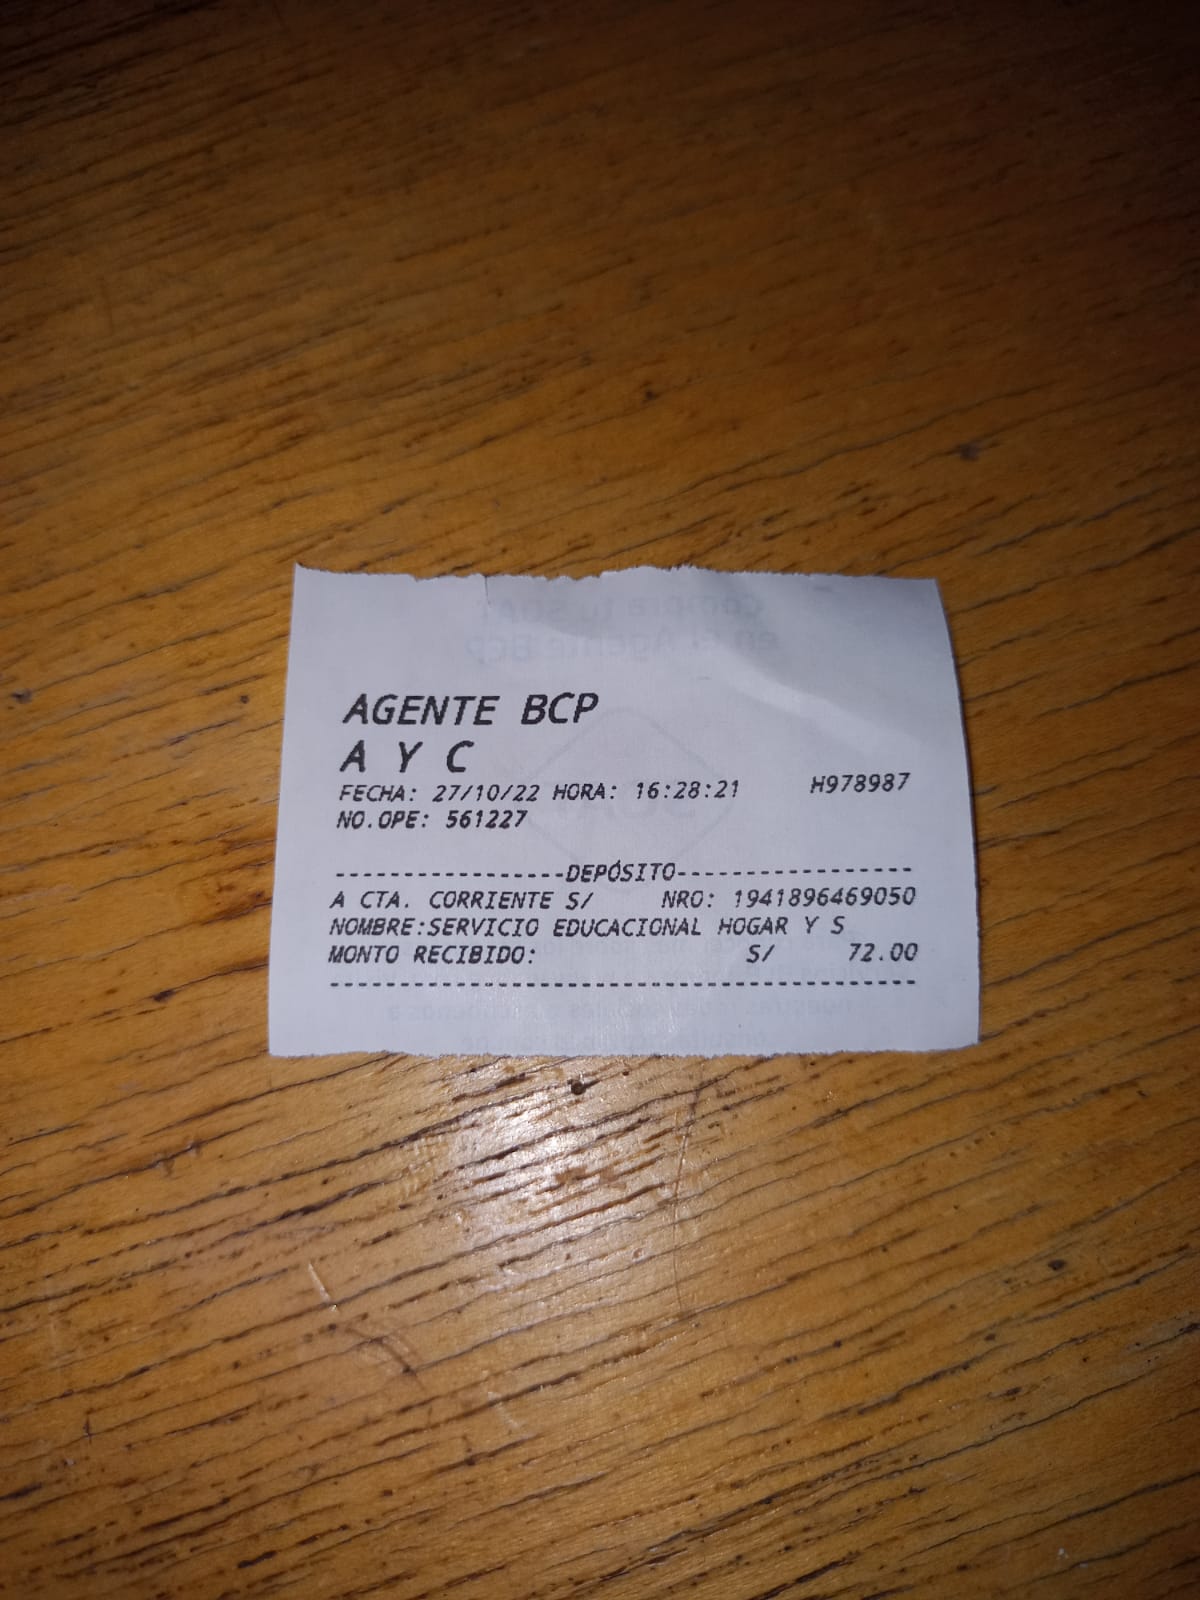 AGENTE BCP
A Y C
FECHA: 27/10/22 HORA: 16:28:21 H978987
NO.OPE: 561227
-----------------DEPÓSITO-----------------
A CTA. CORRIENTE S/ NRO: 1941896469050
NOMBRE:SERVICIO EDUCACIONAL HOGAR Y S
MONTO RECIBIDO: S/ 72.00
------------------------------------------